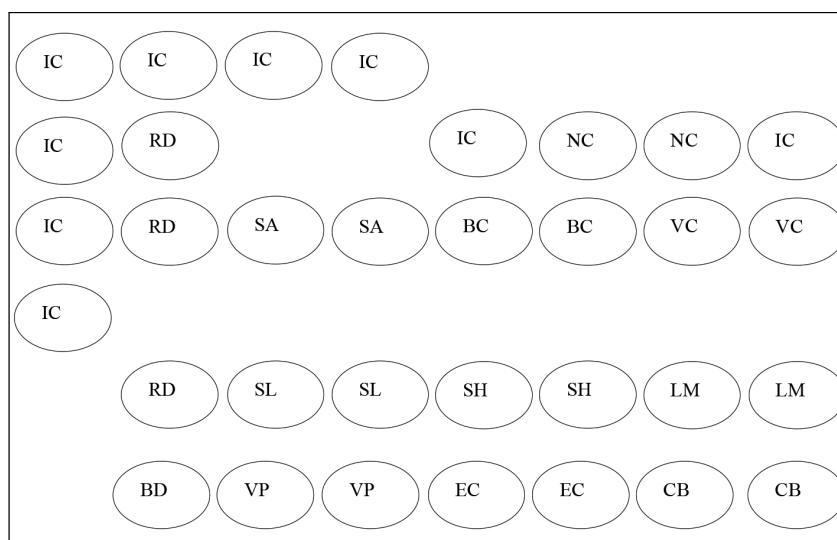 IC IC IC IC
IC RD IC NC NC IC
IC RD SA SA BC BC VC VC
IC
RD SL SL SH SH LM LM
BD VP VP EC EC CB CB